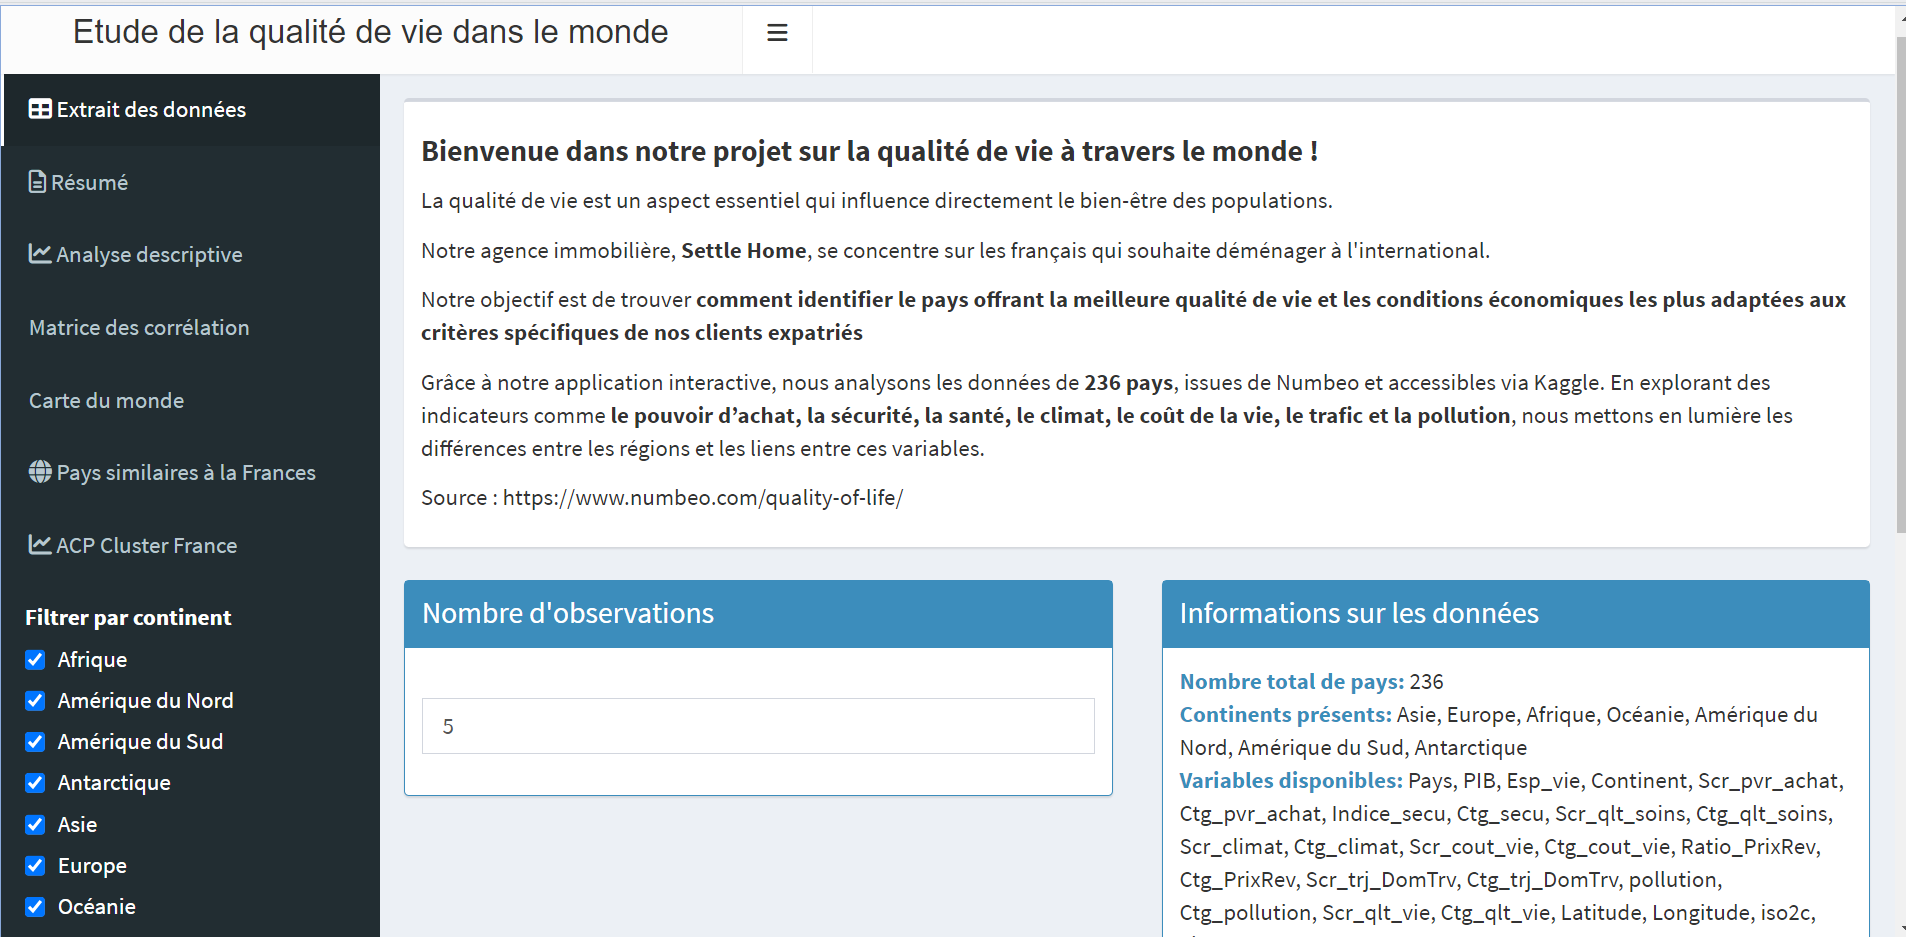 Etude de la qualité de vie dans le monde
Extrait des données
Résumé
Analyse descriptive
Matrice des corrélation
Carte du monde
Pays similaires à la Frances
ACP Cluster France
Filtrer par continent
Afrique
Amérique du Nord
Amérique du Sud
Antarctique
Asie
Europe
Océanie
Bienvenue dans notre projet sur la qualité de vie à travers le monde !
La qualité de vie est un aspect essentiel qui influence directement le bien-être des populations.
Notre agence immobilière, Settle Home, se concentre sur les français qui souhaite déménager à l'international.
Notre objectif est de trouver comment identifier le pays offrant la meilleure qualité de vie et les conditions économiques les plus adaptées aux
critères spécifiques de nos clients expatriés
Grâce à notre application interactive, nous analysons les données de 236 pays, issues de Numbeo et accessibles via Kaggle. En explorant des
indicateurs comme le pouvoir d’achat, la sécurité, la santé, le climat, le coût de la vie, le trafic et la pollution, nous mettons en lumière les
différences entre les régions et les liens entre ces variables.
Source : https://www.numbeo.com/quality-of-life/
Nombre d'observations
5
Informations sur les données
Nombre total de pays: 236
Continents présents: Asie, Europe, Afrique, Océanie, Amérique du
Nord, Amérique du Sud, Antarctique
Variables disponibles: Pays, PIB, Esp_vie, Continent, Scr_pvr_achat,
Ctg_pvr_achat, Indice_secu, Ctg_secu, Scr_qlt_soins, Ctg_qlt_soins,
Scr_climat, Ctg_climat, Scr_cout_vie, Ctg_cout_vie, Ratio_PrixRev,
Ctg_PrixRev, Scr_trj_DomTrv, Ctg_trj_DomTrv, pollution,
Ctg_pollution, Scr_qlt_vie, Ctg_qlt_vie, Latitude, Longitude, iso2c,